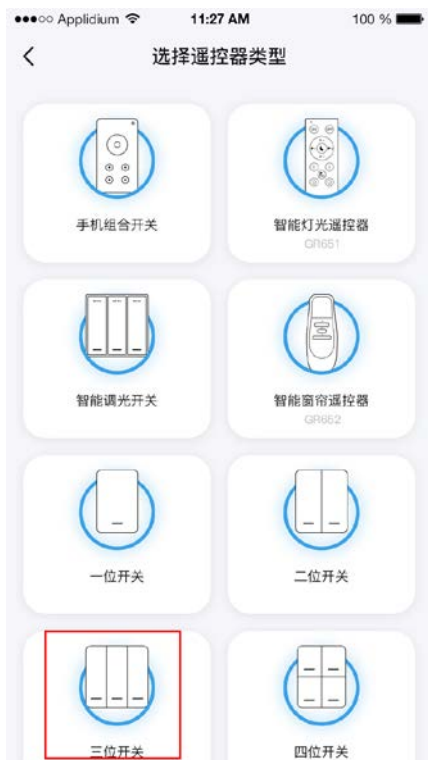 Applidium 11:27 AM 100 %
选择遥控器类型
手机组合开关 智能灯光遥控器
GR651
智能调光开关 智能窗帘遥控器
GR652
一位开关 二位开关
三位开关 四位开关